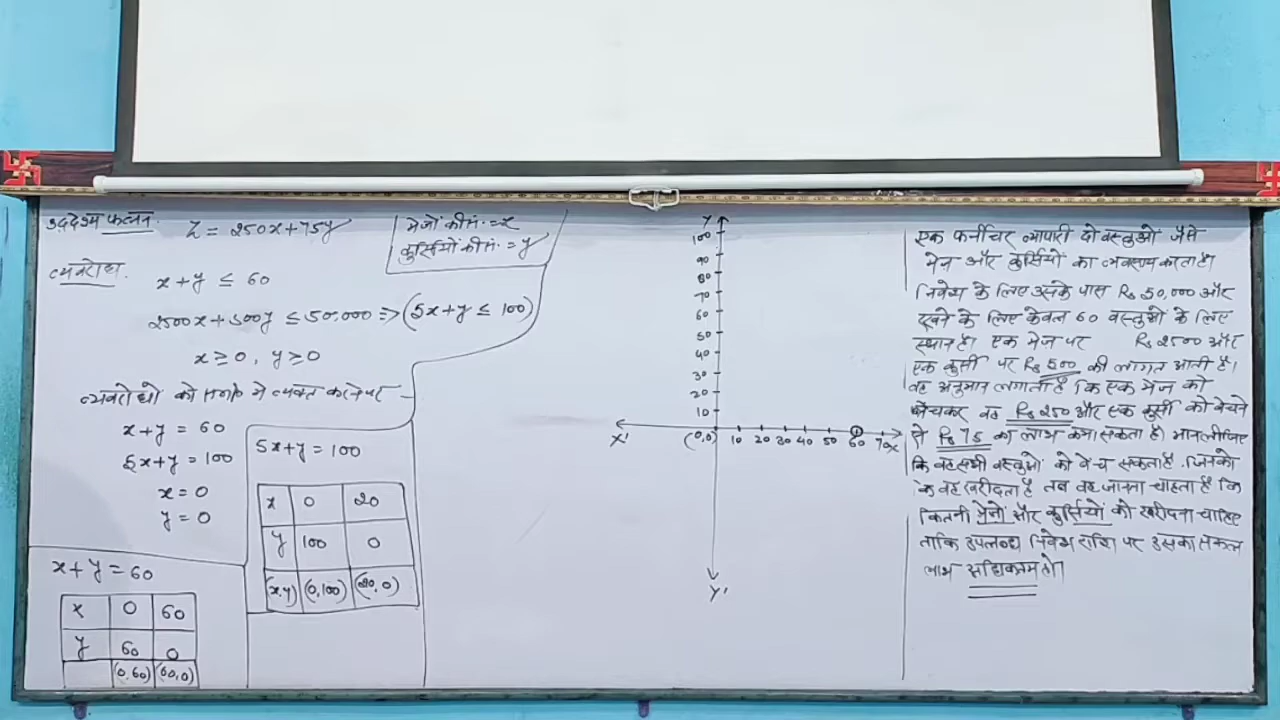 उद्देश्य फलन.
Z = 250x+75y
मेजों की सं. = x
कुर्सियों की सं. = y
व्यवरोध.
x+y ≤ 60
2500x+500y ≤ 50,000 => (5x+y ≤ 100)
x ≥ 0, y ≥ 0
व्यवरोधो को समी० मे व्यक्त करने पर -
x+y = 60
5x+y = 100
x = 0
y = 0
x+y = 60
x 0 60
y 60 0
(0,60) (60,0)
5x+y = 100
x 0 20
y 100 0
(x,y) (0,100) (20,0)
Y
100
90
80
70
60
50
40
30
20
10
X' (0,0) 10 20 30 40 50 60 70 X
Y'
एक फर्नीचर व्यापारी दो वस्तुओ जैसे
मेज और कुर्सियों का व्यवसाय करता है।
निवेश के लिए उसके पास Rs 50,000 और
रखने के लिए केवल 60 वस्तुओ के लिए
स्थान है। एक मेज पर Rs 2500 और
एक कुर्सी पर Rs 500 की लागत आती है।
वह अनुमान लगाता है कि एक मेज को
बेचकर वह Rs 250 और एक कुर्सी को बेचने
से Rs 75 का लाभ कमा सकता है। मान लीजिए
कि वह सभी वस्तुओ को बेच सकता है. जिनको
कि वह खरीदता है तब वह जानना चाहता है कि
कितनी मेजों और कुर्सियों को खरीदना चाहिए
ताकि उपलब्ध निवेश राशि पर उसका सकल
लाभ अधिकतम हो।